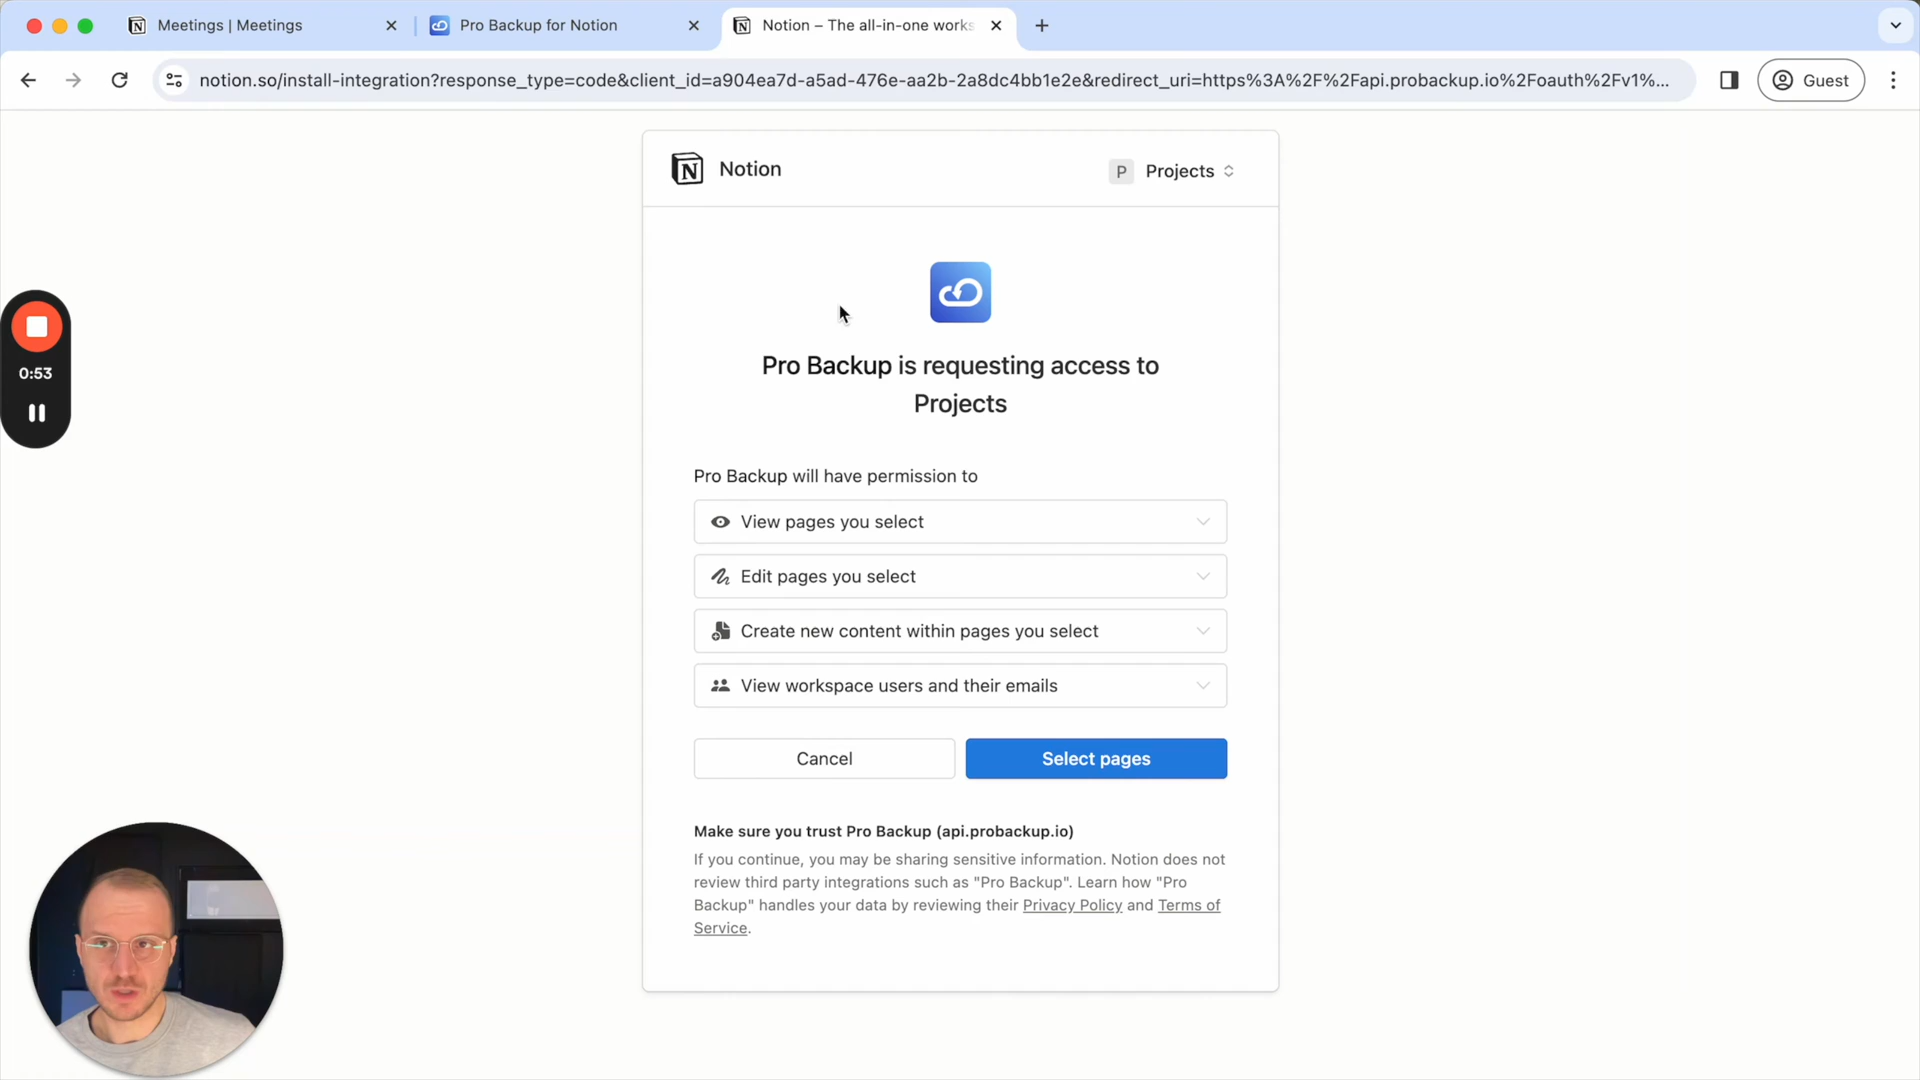 Meetings | Meetings
Pro Backup for Notion
Notion – The all-in-one works
notion.so/install-integration?response_type=code&client_id=a904ea7d-a5ad-476e-aa2b-2a8dc4bb1e2e&redirect_uri=https%3A%2F%2Fapi.probackup.io%2Foauth%2Fv1%...
Guest
Notion
P Projects
0:53
Pro Backup is requesting access to
Projects
Pro Backup will have permission to
View pages you select
Edit pages you select
Create new content within pages you select
View workspace users and their emails
Cancel
Select pages
Make sure you trust Pro Backup (api.probackup.io)
If you continue, you may be sharing sensitive information. Notion does not
review third party integrations such as "Pro Backup". Learn how "Pro
Backup" handles your data by reviewing their Privacy Policy and Terms of
Service.